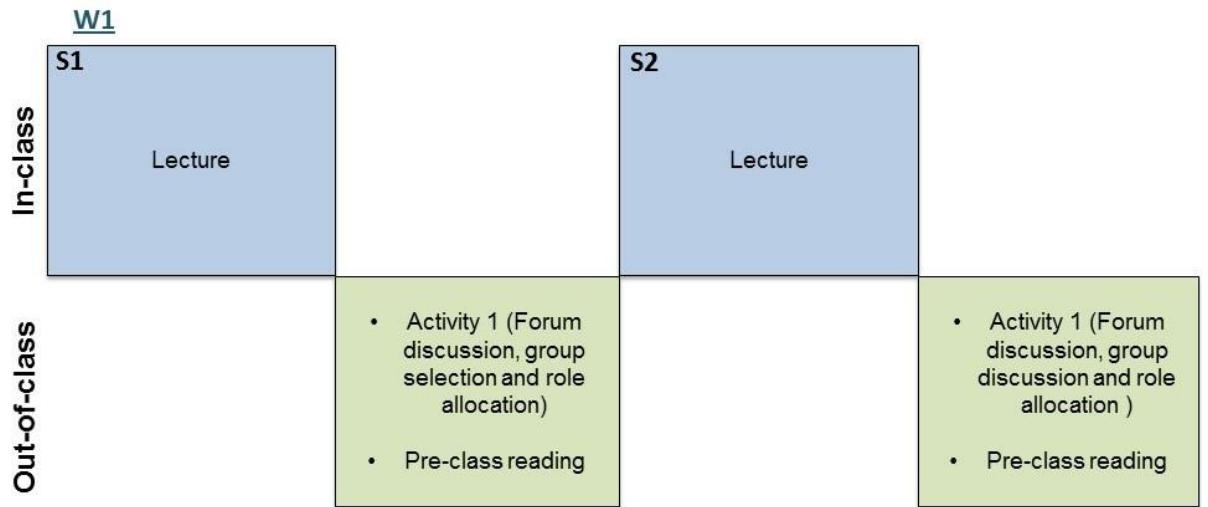 W1
In-class
S1
Lecture
S2
Lecture
Out-of-class
• Activity 1 (Forum
discussion, group
selection and role
allocation)
• Pre-class reading
• Activity 1 (Forum
discussion, group
discussion and role
allocation )
• Pre-class reading